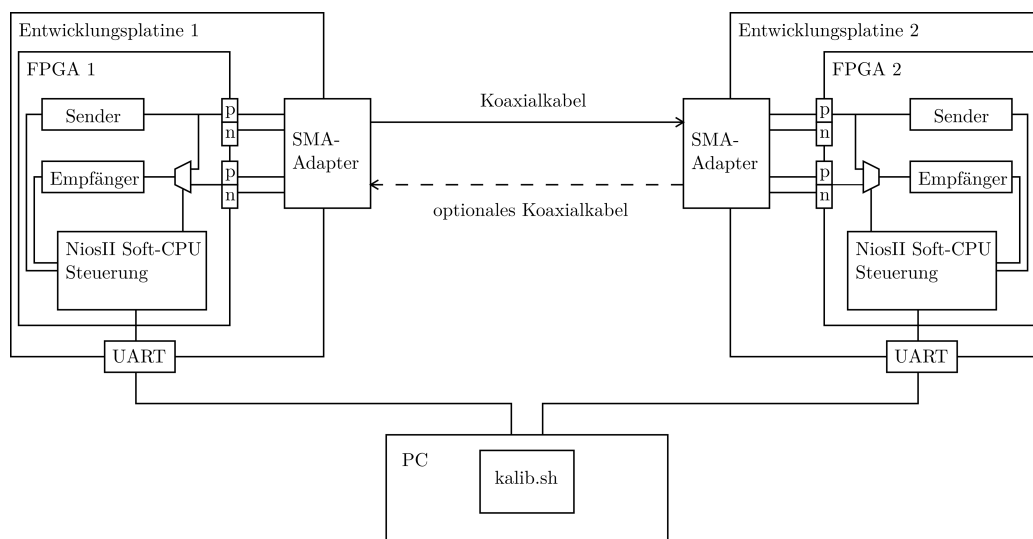 Entwicklungsplatine 1
FPGA 1
Sender
p
n
Empfänger
p
n
SMA-
Adapter
NiosII Soft-CPU
Steuerung
UART
Koaxialkabel
optionales Koaxialkabel
Entwicklungsplatine 2
FPGA 2
SMA-
Adapter
p
n
Sender
p
n
Empfänger
NiosII Soft-CPU
Steuerung
UART
PC
kalib.sh